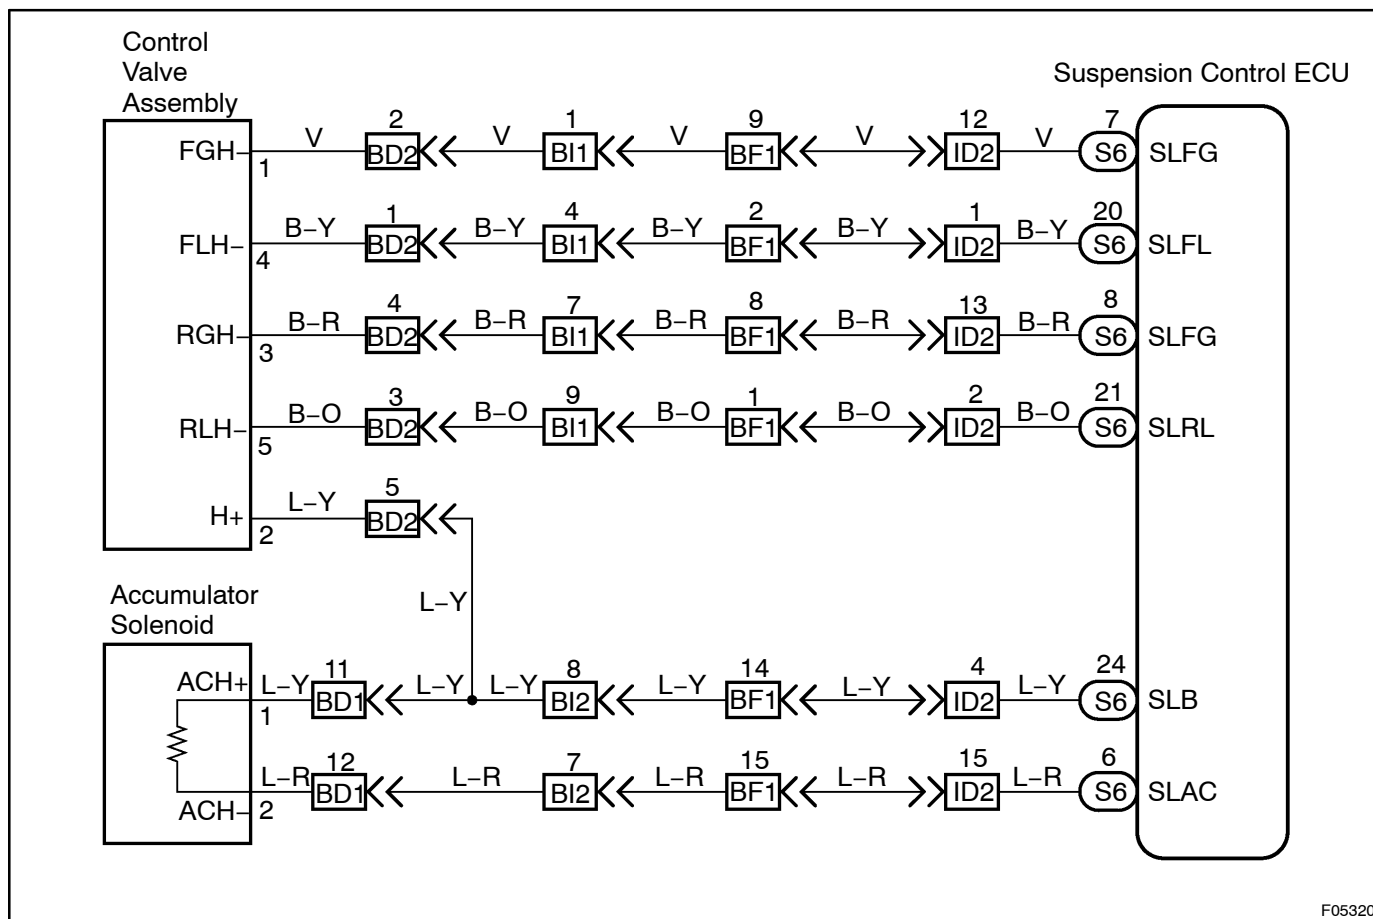 Control
Valve
Assembly
Suspension Control ECU
2 1 9 12 7
FGH− V BD2 V BI1 V BF1 V ID2 V S6 SLFG
1
1 4 2 1 20
FLH− B−Y BD2 B−Y BI1 B−Y BF1 B−Y ID2 B−Y S6 SLFL
4
4 7 8 13 8
RGH− B−R BD2 B−R BI1 B−R BF1 B−R ID2 B−R S6 SLFG
3
3 9 1 2 21
RLH− B−O BD2 B−O BI1 B−O BF1 B−O ID2 B−O S6 SLRL
5
5
H+ L−Y BD2
2
L−Y
Accumulator
Solenoid
11 8 14 4 24
ACH+ L−Y BD1 L−Y L−Y BI2 L−Y BF1 L−Y ID2 L−Y S6 SLB
1
12 7 15 15 6
L−R BD1 L−R BI2 L−R BF1 L−R ID2 L−R S6 SLAC
ACH− 2
F05320